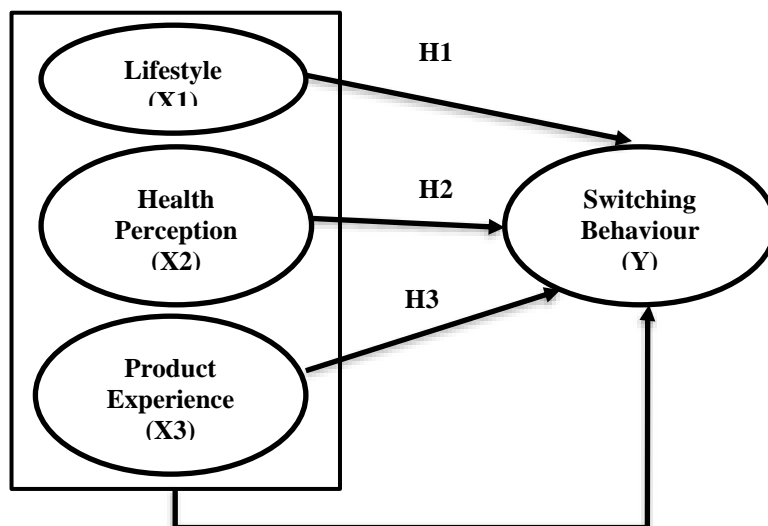 Lifestyle
(X1)
H1
Health
Perception
(X2)
H2
Switching
Behaviour
(Y)
H3
Product
Experience
(X3)